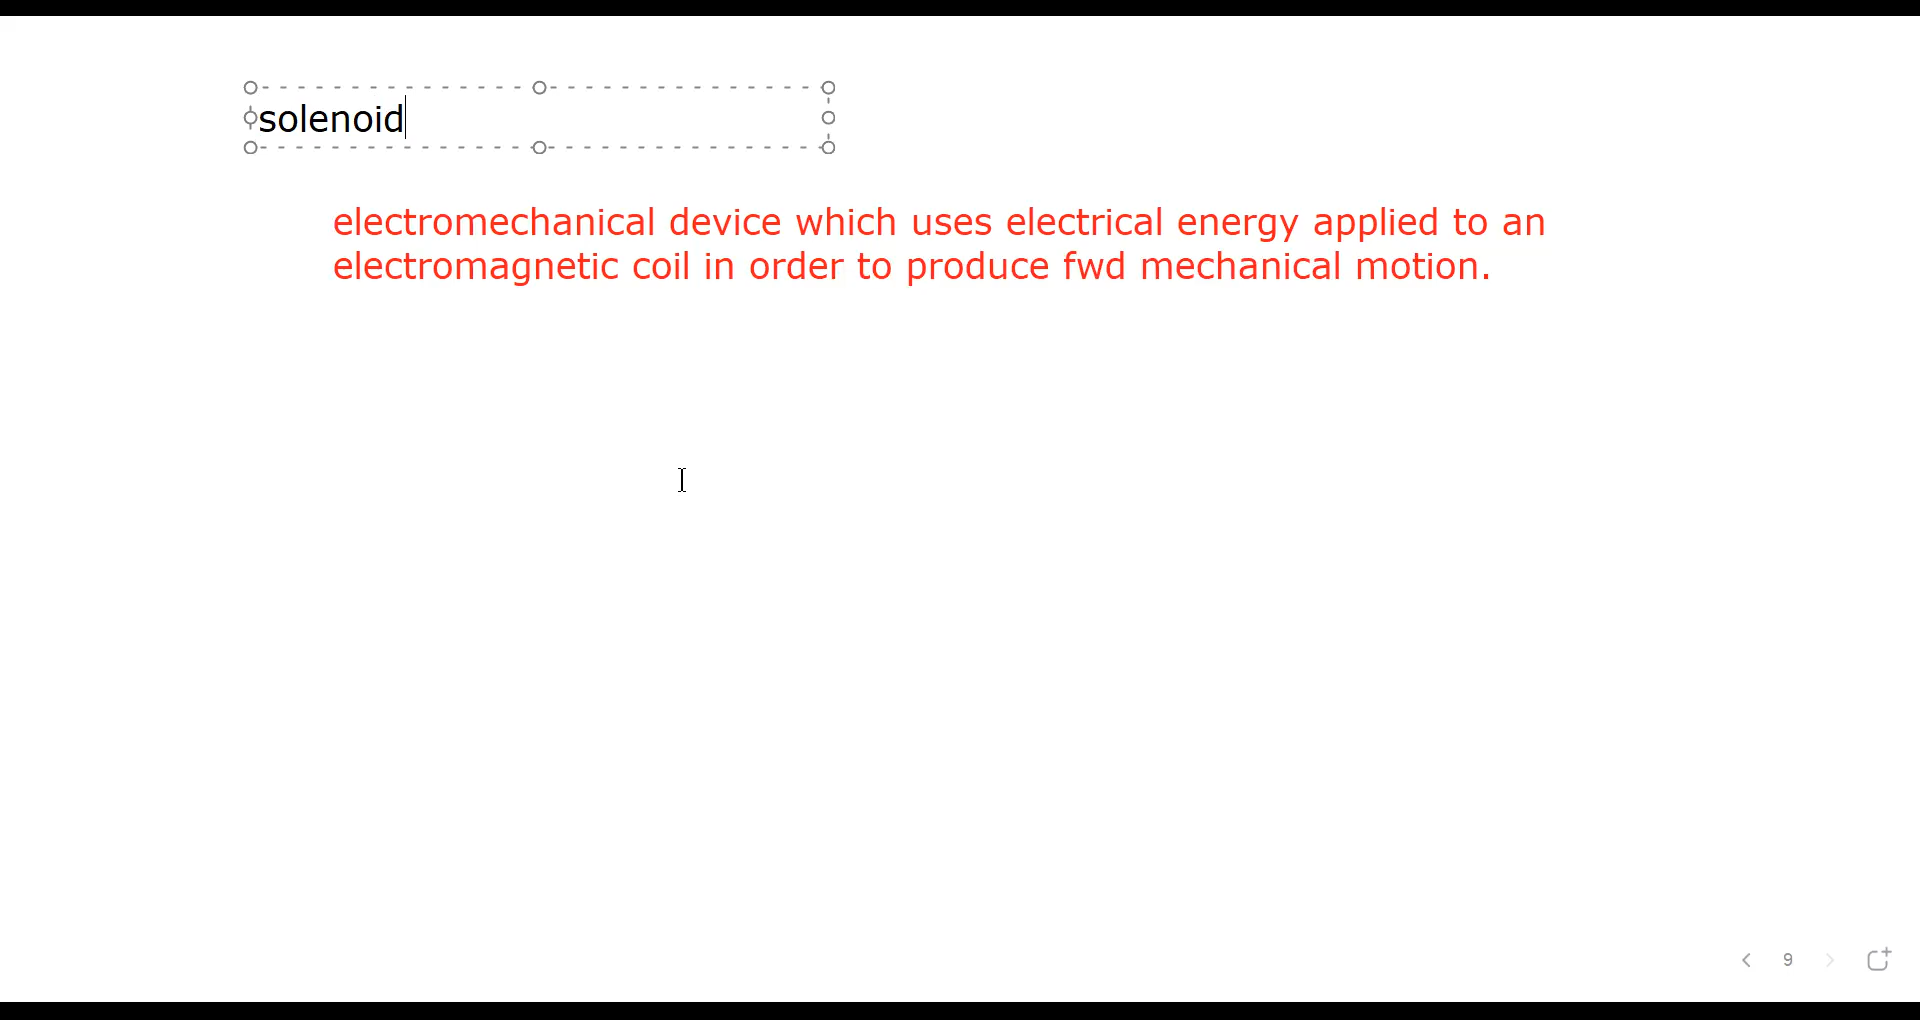 solenoid
electromechanical device which uses electrical energy applied to an
electromagnetic coil in order to produce fwd mechanical motion.
9